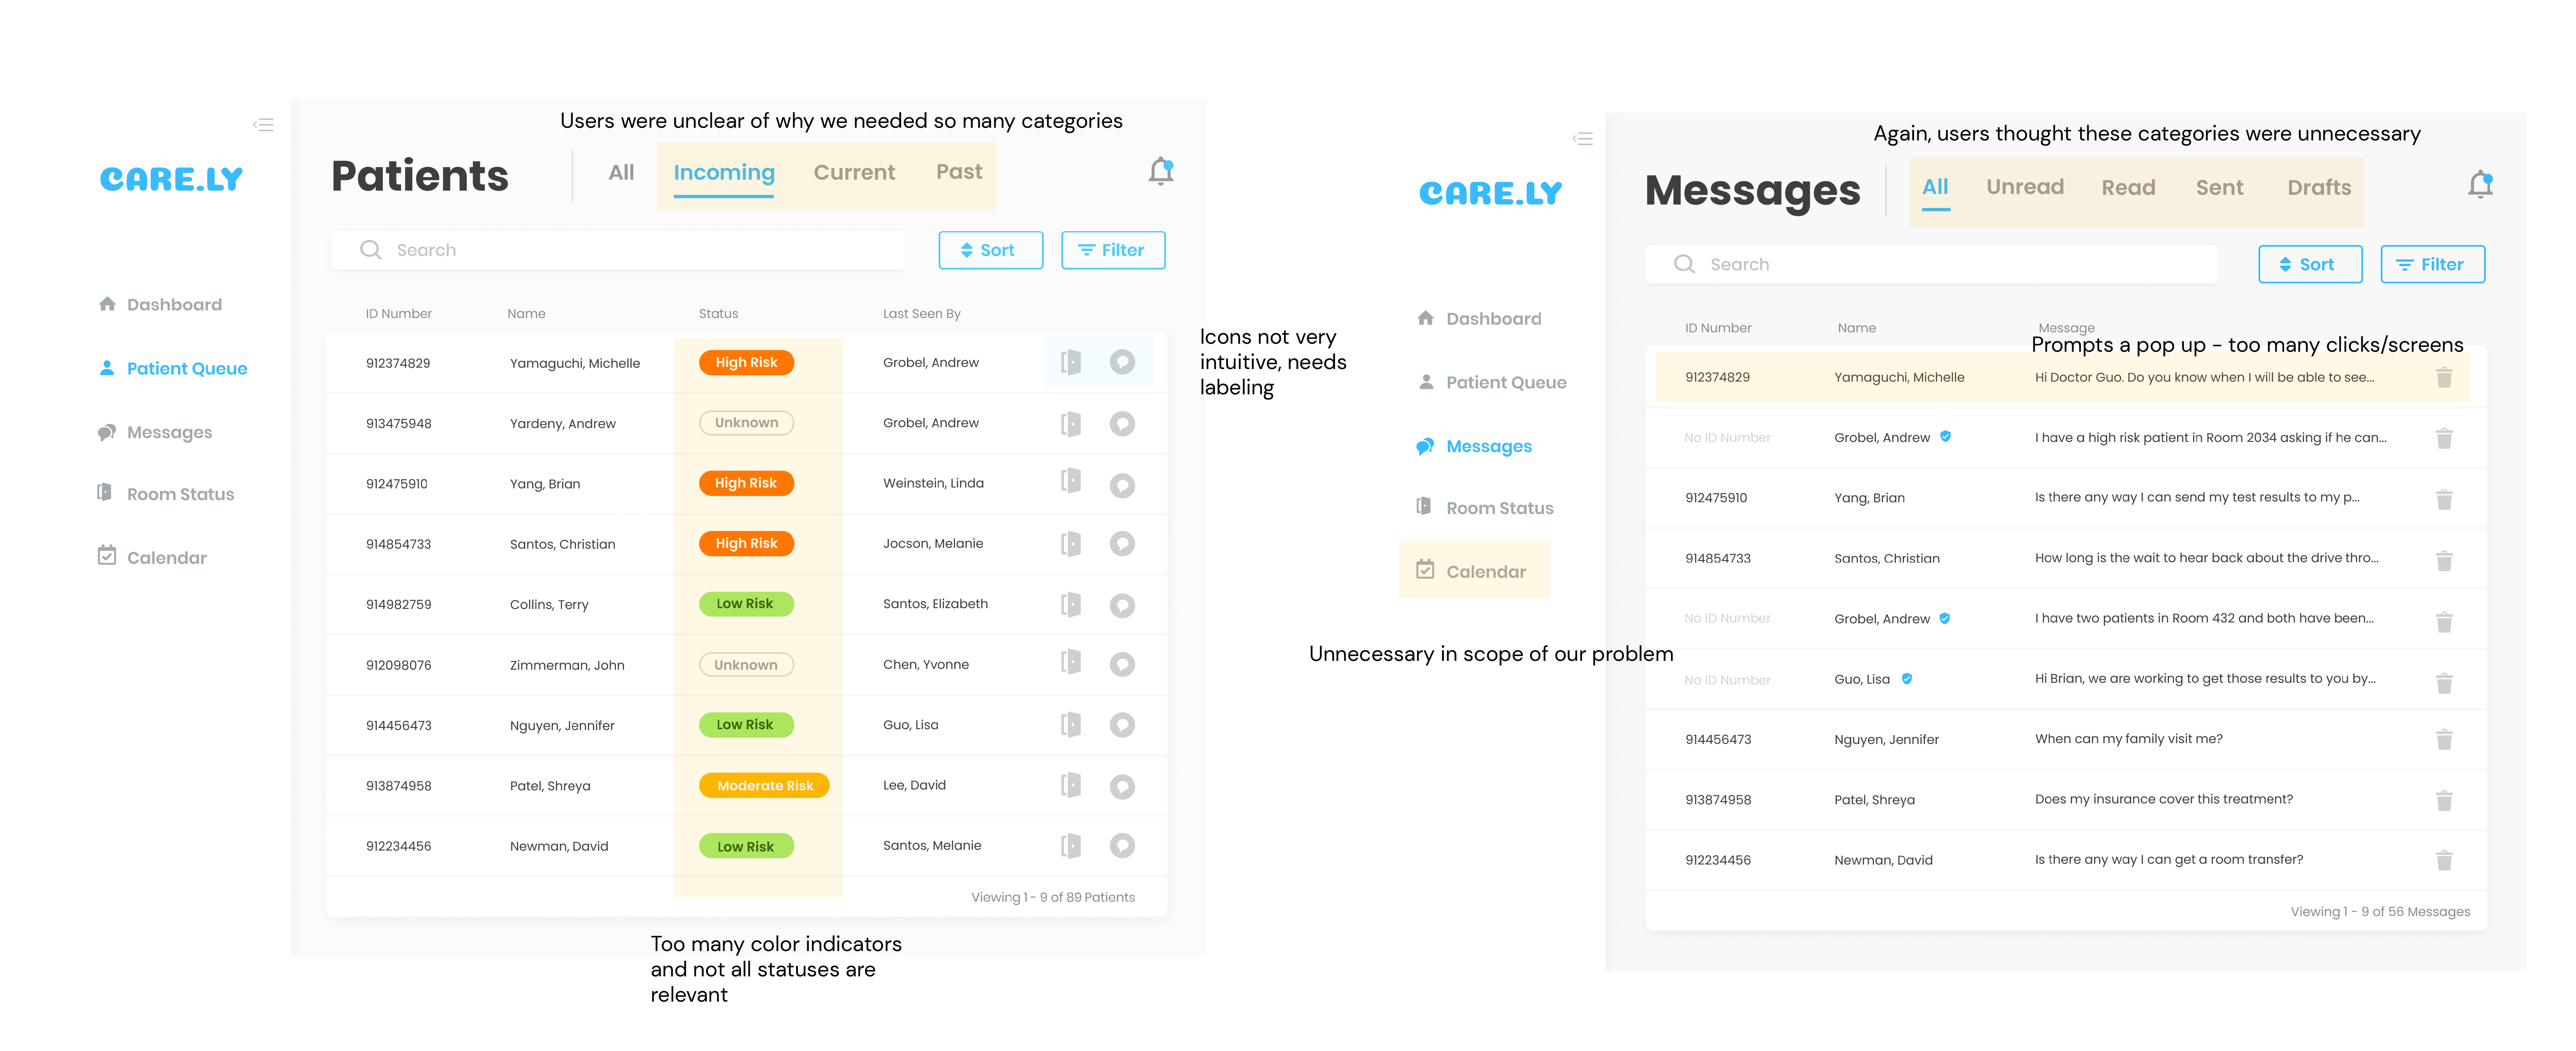 Users were unclear of why we needed so many categories
CARE.LY
Dashboard
Patient Queue
Messages
Room Status
Calendar
Patients
All Incoming Current Past
Search
Sort Filter
ID Number Name Status Last Seen By
912374829 Yamaguchi, Michelle High Risk Grobel, Andrew
913475948 Yardeny, Andrew Unknown Grobel, Andrew
912475910 Yang, Brian High Risk Weinstein, Linda
914854733 Santos, Christian High Risk Jocson, Melanie
914982759 Collins, Terry Low Risk Santos, Elizabeth
912098076 Zimmerman, John Unknown Chen, Yvonne
914456473 Nguyen, Jennifer Low Risk Guo, Lisa
913874958 Patel, Shreya Moderate Risk Lee, David
912234456 Newman, David Low Risk Santos, Melanie
Viewing 1 - 9 of 89 Patients
Too many color indicators
and not all statuses are
relevant
Icons not very
intuitive, needs
labeling
Again, users thought these categories were unnecessary
CARE.LY
Dashboard
Patient Queue
Messages
Room Status
Calendar
Unnecessary in scope of our problem
Messages
All Unread Read Sent Drafts
Search
Sort Filter
ID Number Name Message
Prompts a pop up - too many clicks/screens
912374829 Yamaguchi, Michelle Hi Doctor Guo. Do you know when I will be able to see...
No ID Number Grobel, Andrew I have a high risk patient in Room 2034 asking if he can...
912475910 Yang, Brian Is there any way I can send my test results to my p...
914854733 Santos, Christian How long is the wait to hear back about the drive thro...
No ID Number Grobel, Andrew I have two patients in Room 432 and both have been...
No ID Number Guo, Lisa Hi Brian, we are working to get those results to you by...
914456473 Nguyen, Jennifer When can my family visit me?
913874958 Patel, Shreya Does my insurance cover this treatment?
912234456 Newman, David Is there any way I can get a room transfer?
Viewing 1 - 9 of 56 Messages